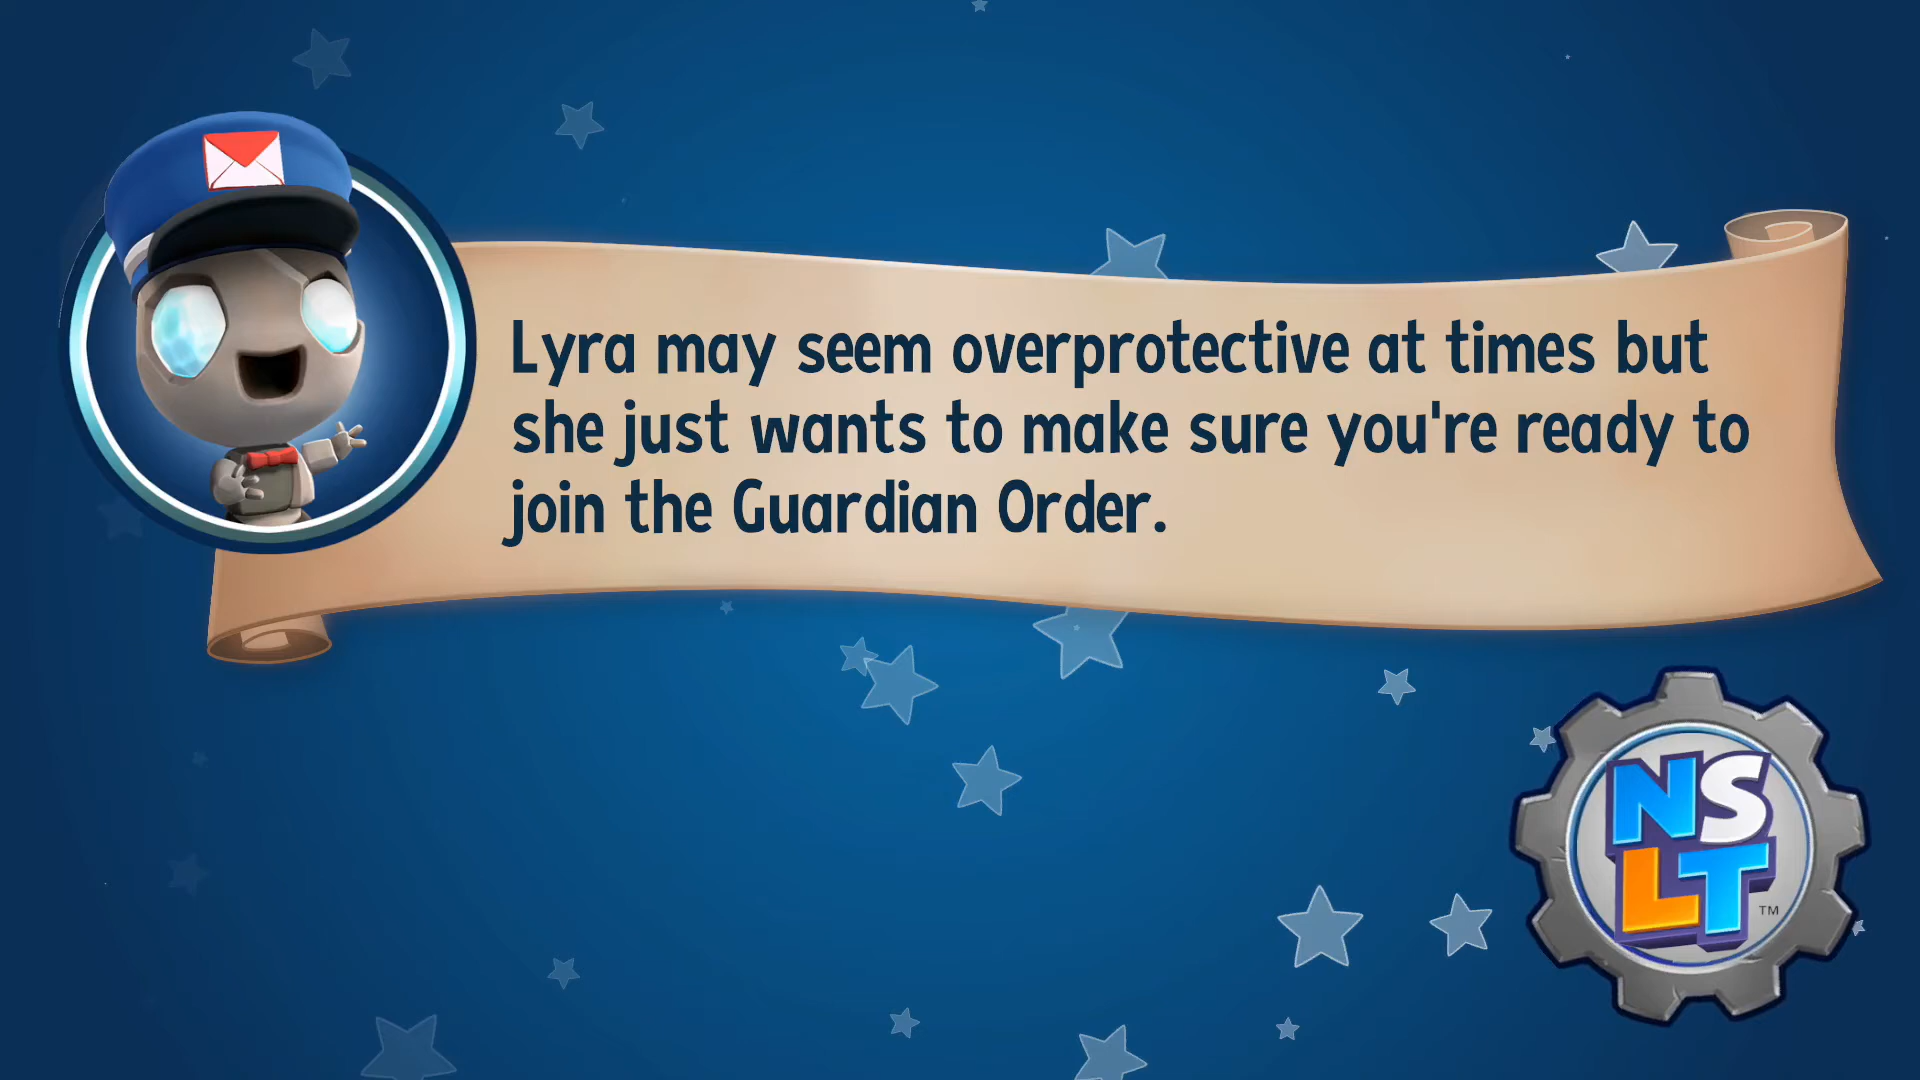 Lyra may seem overprotective at times but
she just wants to make sure you're ready to
join the Guardian Order.
NS
LT
TM